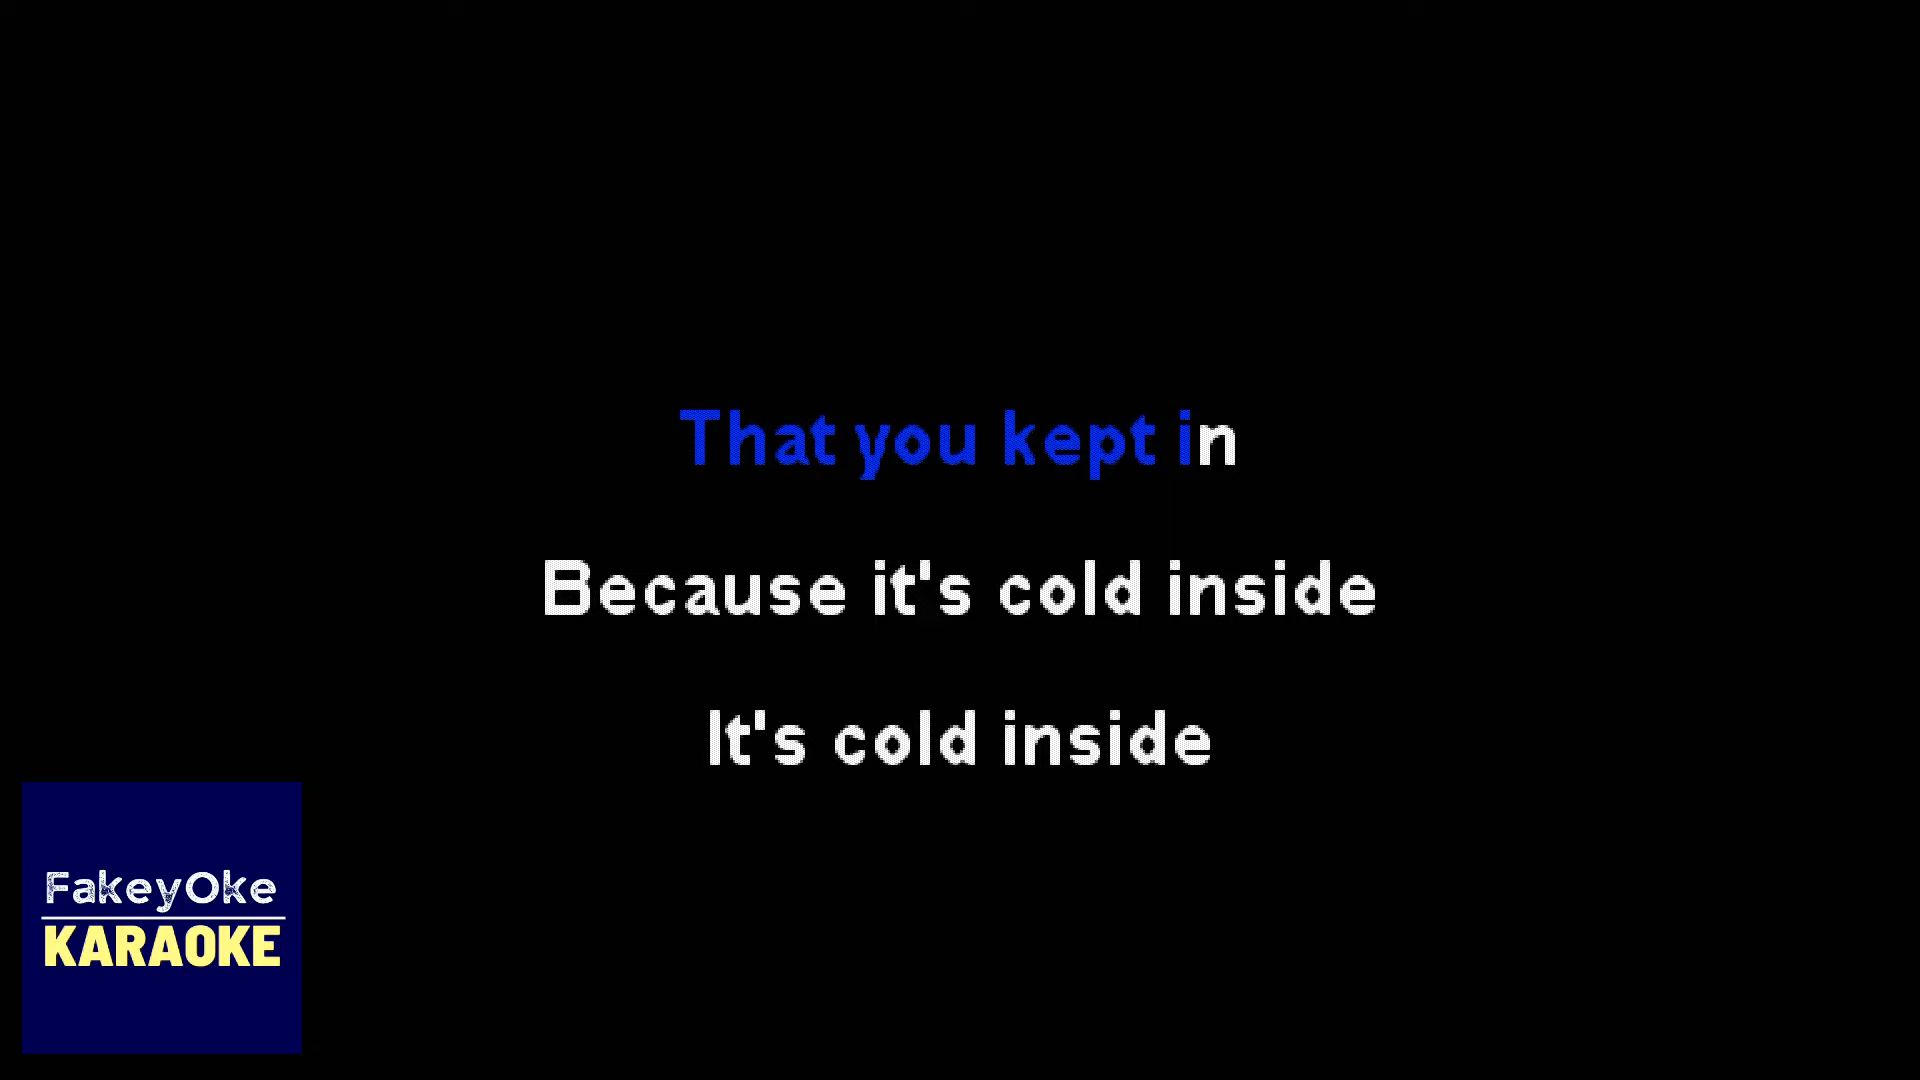 That you kept in
Because it's cold inside
It's cold inside
FakeyOke
KARAOKE